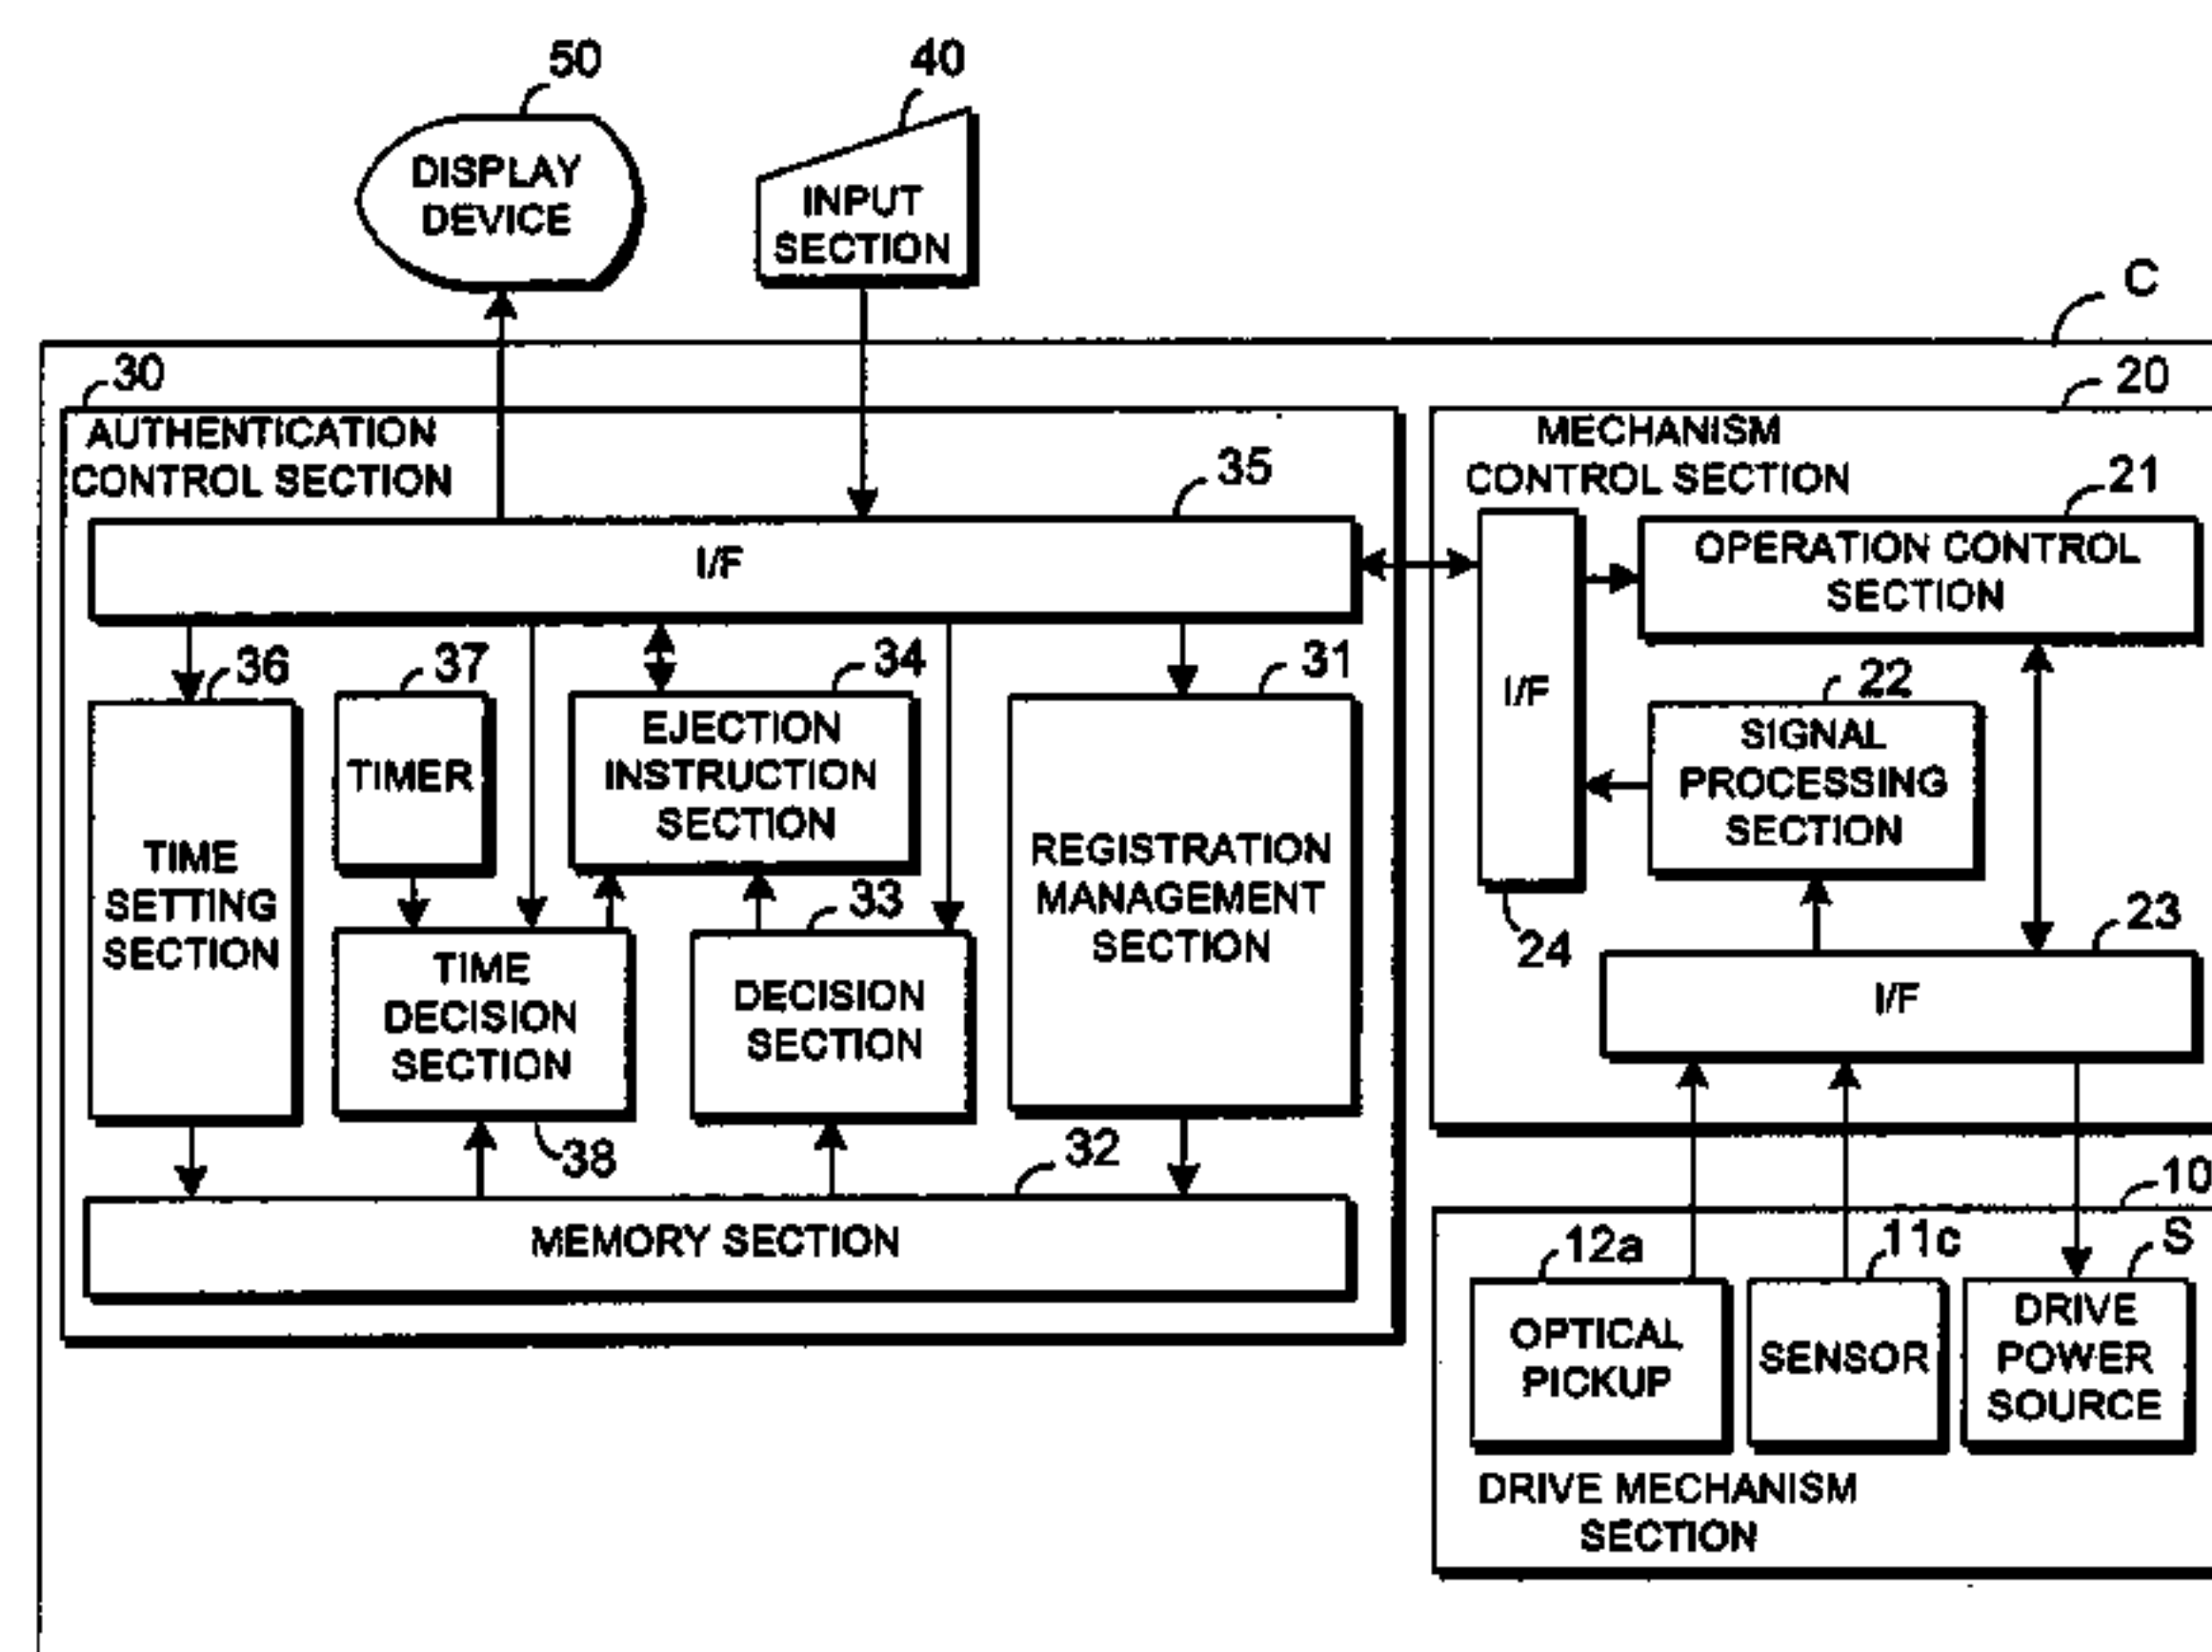 50
40
DISPLAY
DEVICE
INPUT
SECTION
C
30
20
AUTHENTICATION
CONTROL SECTION
MECHANISM
CONTROL SECTION
35
21
I/F
OPERATION CONTROL
SECTION
I/F
36
37
34
31
22
TIME
SETTING
SECTION
TIMER
EJECTION
INSTRUCTION
SECTION
REGISTRATION
MANAGEMENT
SECTION
SIGNAL
PROCESSING
SECTION
33
24
23
TIME
DECISION
SECTION
DECISION
SECTION
I/F
38
32
10
MEMORY SECTION
12a
11c
S
OPTICAL
PICKUP
SENSOR
DRIVE
POWER
SOURCE
DRIVE MECHANISM
SECTION